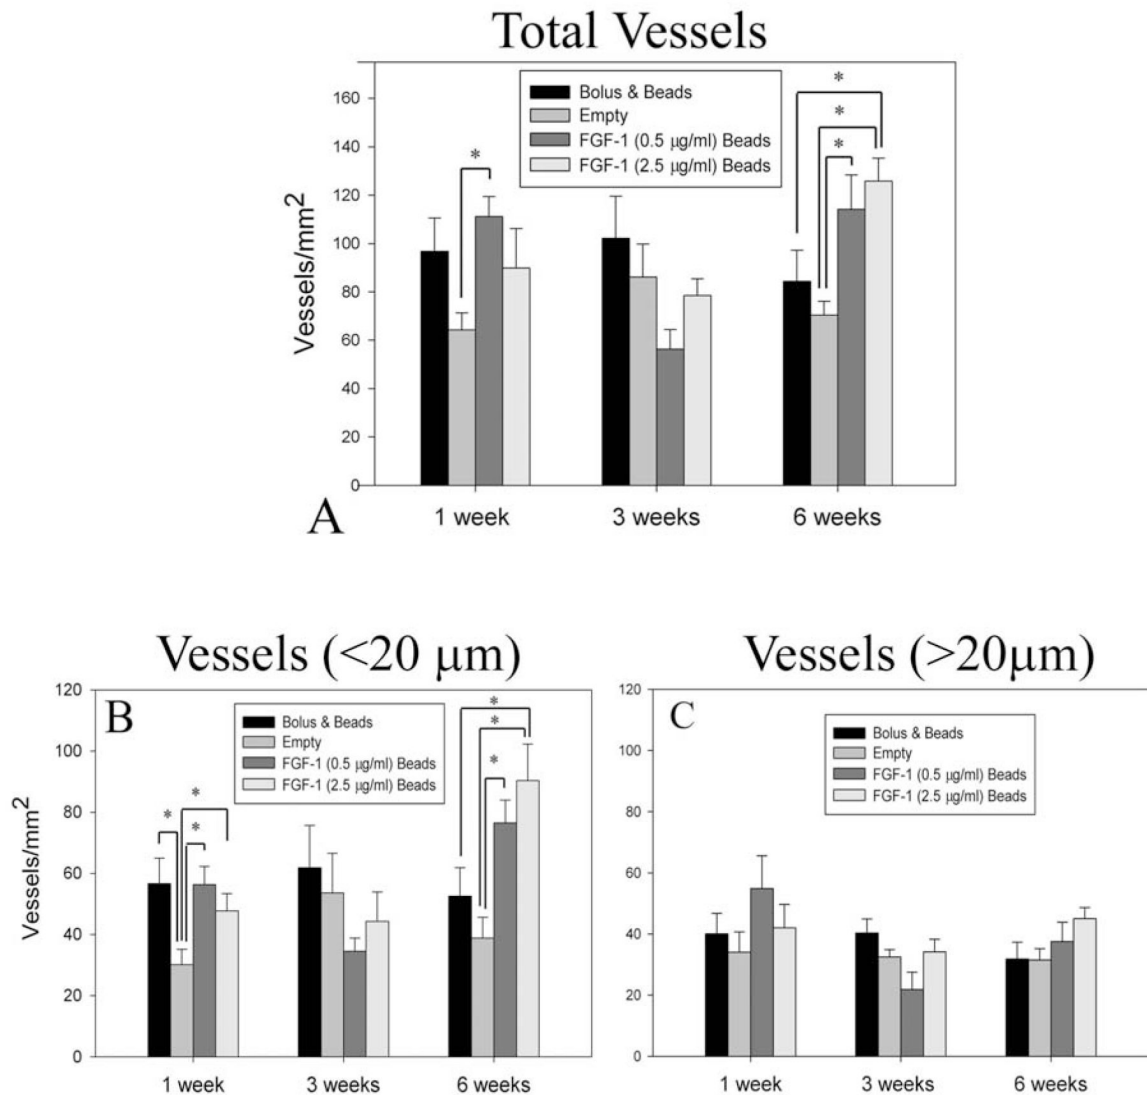 Total Vessels
Vessels/mm²
160
140
120
100
80
60
40
20
0
Bolus & Beads
Empty
FGF-1 (0.5 µg/ml) Beads
FGF-1 (2.5 µg/ml) Beads
*
*
*
*
A
1 week 3 weeks 6 weeks
Vessels (<20 µm)
B
Vessels/mm²
120
100
80
60
40
20
0
Bolus & Beads
Empty
FGF-1 (0.5 µg/ml) Beads
FGF-1 (2.5 µg/ml) Beads
*
*
*
*
*
*
1 week 3 weeks 6 weeks
Vessels (>20µm)
C
120
100
80
60
40
20
0
Bolus & Beads
Empty
FGF-1 (0.5 µg/ml) Beads
FGF-1 (2.5 µg/ml) Beads
1 week 3 weeks 6 weeks